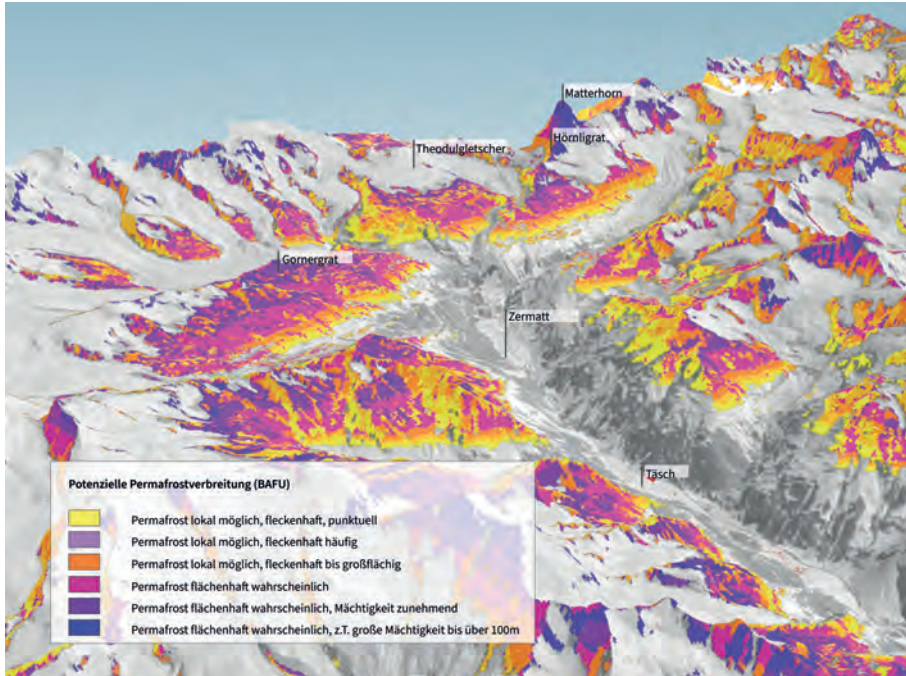 Matterhorn
Hörnligrat
Theodulgletscher
Gornergrat
Zermatt
Täsch
Potenzielle Permafrostverbreitung (BAFU)
Permafrost lokal möglich, fleckenhaft, punktuell
Permafrost lokal möglich, fleckenhaft häufig
Permafrost lokal möglich, fleckenhaft bis großflächig
Permafrost flächenhaft wahrscheinlich
Permafrost flächenhaft wahrscheinlich, Mächtigkeit zunehmend
Permafrost flächenhaft wahrscheinlich, z.T. große Mächtigkeit bis über 100m